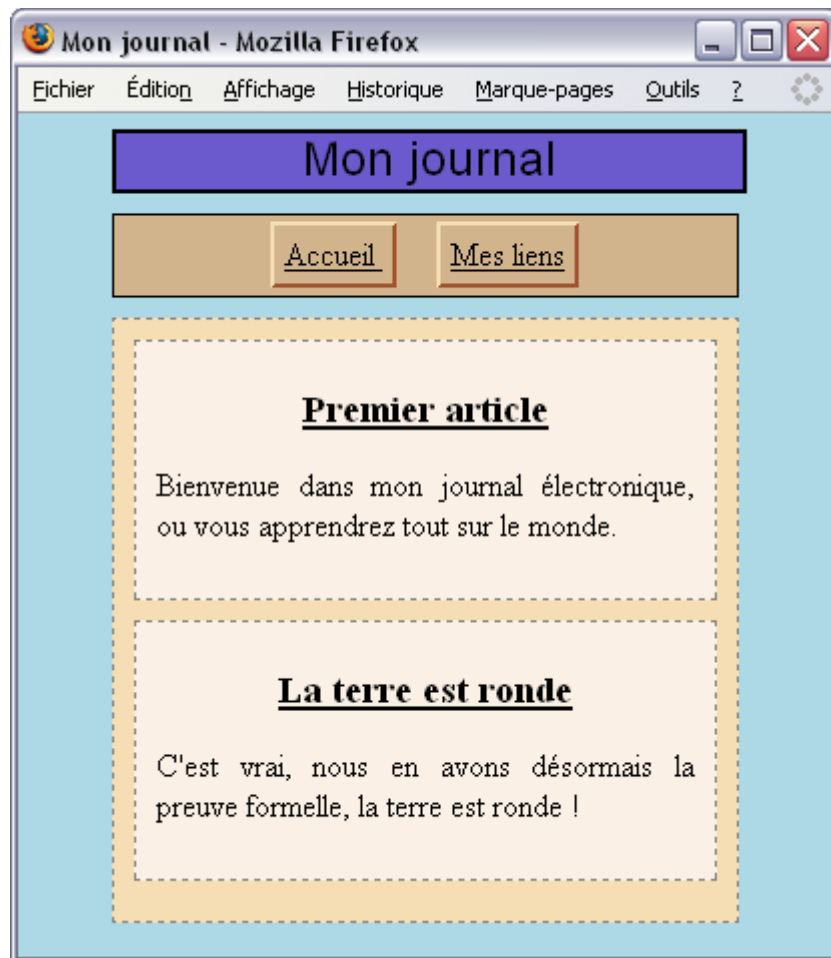 Mon journal - Mozilla Firefox
Fichier Édition Affichage Historique Marque-pages Outils ?
Mon journal
Accueil Mes liens
Premier article
Bienvenue dans mon journal électronique,
ou vous apprendrez tout sur le monde.
La terre est ronde
C'est vrai, nous en avons désormais la
preuve formelle, la terre est ronde !